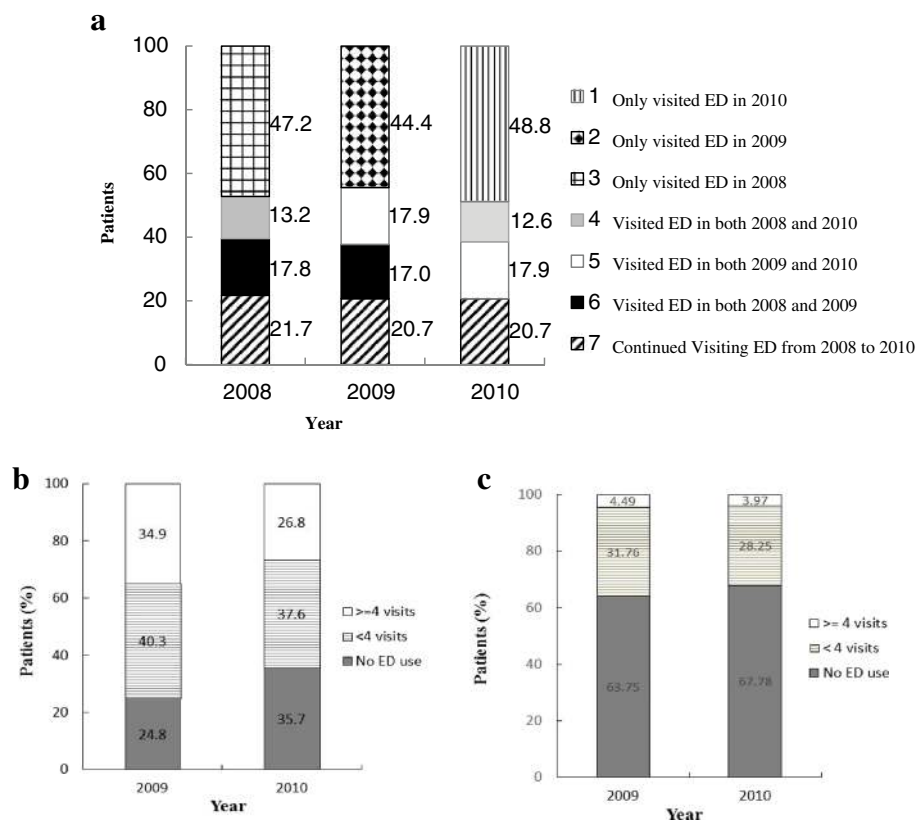 a
100
80
60
40
20
0
Patients
47.2
13.2
17.8
21.7
44.4
17.9
17.0
20.7
48.8
12.6
17.9
20.7
2008
2009
2010
Year
1 Only visited ED in 2010
2 Only visited ED in 2009
3 Only visited ED in 2008
4 Visited ED in both 2008 and 2010
5 Visited ED in both 2009 and 2010
6 Visited ED in both 2008 and 2009
7 Continued Visiting ED from 2008 to 2010
b
100
80
60
40
20
0
Patients (%)
34.9
40.3
24.8
26.8
37.6
35.7
2009
2010
Year
>=4 visits
<4 visits
No ED use
c
100
80
60
40
20
0
Patients (%)
4.49
31.76
63.75
3.97
28.25
67.78
2009
2010
Year
>= 4 visits
< 4 visits
No ED use